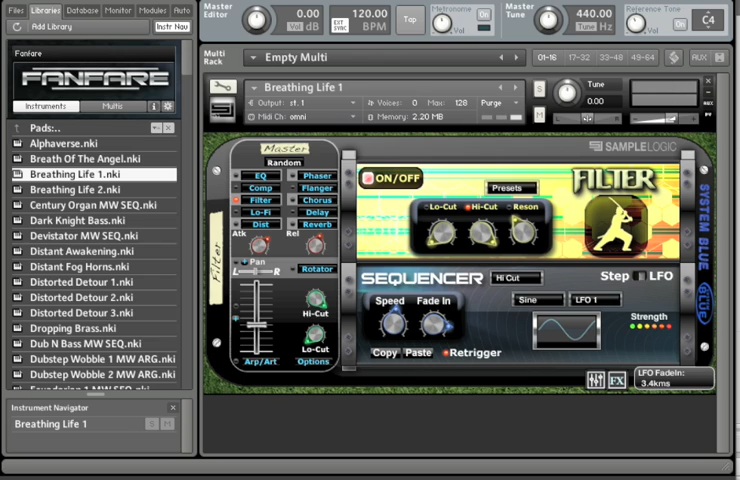 Files Libraries Database Monitor Modules Auto
Add Library Instr Nav
Fanfare
FANFARE
Instruments Multis i
Pads:..
Alphaverse.nki
Breath Of The Angel.nki
Breathing Life 1.nki
Breathing Life 2.nki
Century Organ MW SEQ.nki
Dark Knight Bass.nki
Devistator MW SEQ.nki
Distant Awakening.nki
Distant Fog Horns.nki
Distorted Detour 1.nki
Distorted Detour 2.nki
Distorted Detour 3.nki
Dropping Brass.nki
Dub N Bass MW SEQ.nki
Dubstep Wobble 1 MW ARG.nki
Dubstep Wobble 2 MW ARG.nki
Instrument Navigator
Breathing Life 1 S M
Master Editor
0.00
Vol dB
EXT SYNC
120.00
BPM
Tap
Metronome
On
Vol
Master Tune
440.00
Tune Hz
Reference Tone
Vol
On
C4
Multi Rack
Empty Multi
01-16 17-32 33-48 49-64 AUX
Breathing Life 1
Output: st. 1 Voices: 0 Max: 128 Purge
Midi Ch: omni Memory: 2.20 MB
S
M
Tune
0.00
L R
AUX
PV
Master
Random
EQ Phaser
Comp Flanger
Filter Chorus
Lo-Fi Delay
Dist Reverb
Atk Rel
Pan
L R
Rotator
Hi-Cut
Lo-Cut
Arp/Art Options
Filter
SAMPLELOGIC
ON/OFF
Presets
FILTER
Lo-Cut Hi-Cut Reson
SEQUENCER
Hi Cut
Step LFO
Speed Fade In
Sine LFO 1
Strength
Copy Paste Retrigger
FX
LFO FadeIn:
3.4kms
SYSTEM BLUE
BLUE